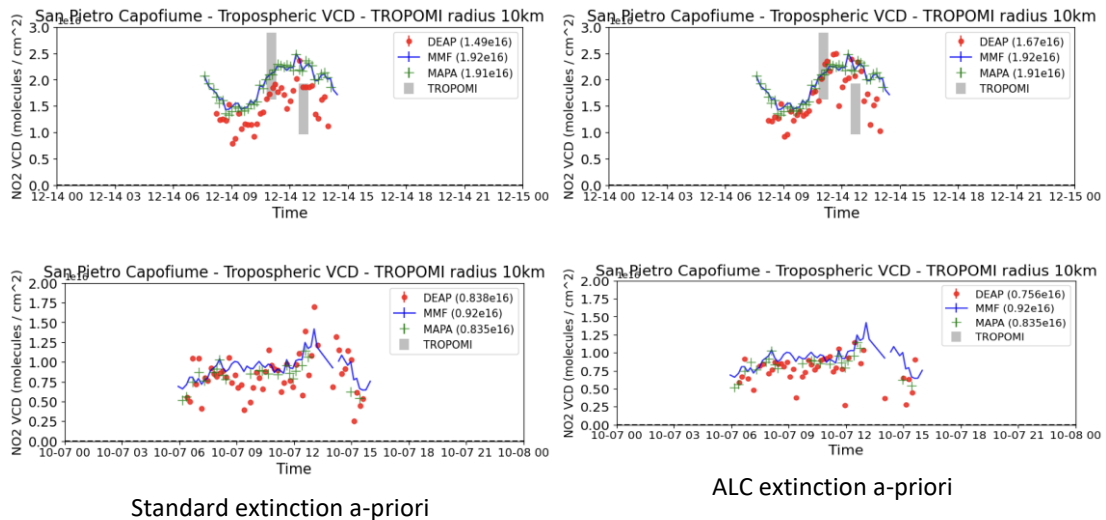 San Pietro Capofiume - Tropospheric VCD - TROPOMI radius 10km
1e16
NO2 VCD (molecules / cm^2)
3.0
2.5
2.0
1.5
1.0
0.5
0.0
DEAP (1.49e16)
MMF (1.92e16)
MAPA (1.91e16)
TROPOMI
12-14 00 12-14 03 12-14 06 12-14 09 12-14 12 12-14 15 12-14 18 12-14 21 12-15 00
Time
San Pietro Capofiume - Tropospheric VCD - TROPOMI radius 10km
1e16
NO2 VCD (molecules / cm^2)
3.0
2.5
2.0
1.5
1.0
0.5
0.0
DEAP (1.67e16)
MMF (1.92e16)
MAPA (1.91e16)
TROPOMI
12-14 00 12-14 03 12-14 06 12-14 09 12-14 12 12-14 15 12-14 18 12-14 21 12-15 00
Time
San Pietro Capofiume - Tropospheric VCD - TROPOMI radius 10km
1e16
NO2 VCD (molecules / cm^2)
2.00
1.75
1.50
1.25
1.00
0.75
0.50
0.25
0.00
DEAP (0.838e16)
MMF (0.92e16)
MAPA (0.835e16)
TROPOMI
10-07 00 10-07 03 10-07 06 10-07 09 10-07 12 10-07 15 10-07 18 10-07 21 10-08 00
Time
San Pietro Capofiume - Tropospheric VCD - TROPOMI radius 10km
NO2 VCD (molecules / cm^2)
2.00
1.75
1.50
1.25
1.00
0.75
0.50
0.25
0.00
DEAP (0.756e16)
MMF (0.92e16)
MAPA (0.835e16)
TROPOMI
10-07 00 10-07 03 10-07 06 10-07 09 10-07 12 10-07 15 10-07 18 10-07 21 10-08 00
Time
Standard extinction a-priori
ALC extinction a-priori